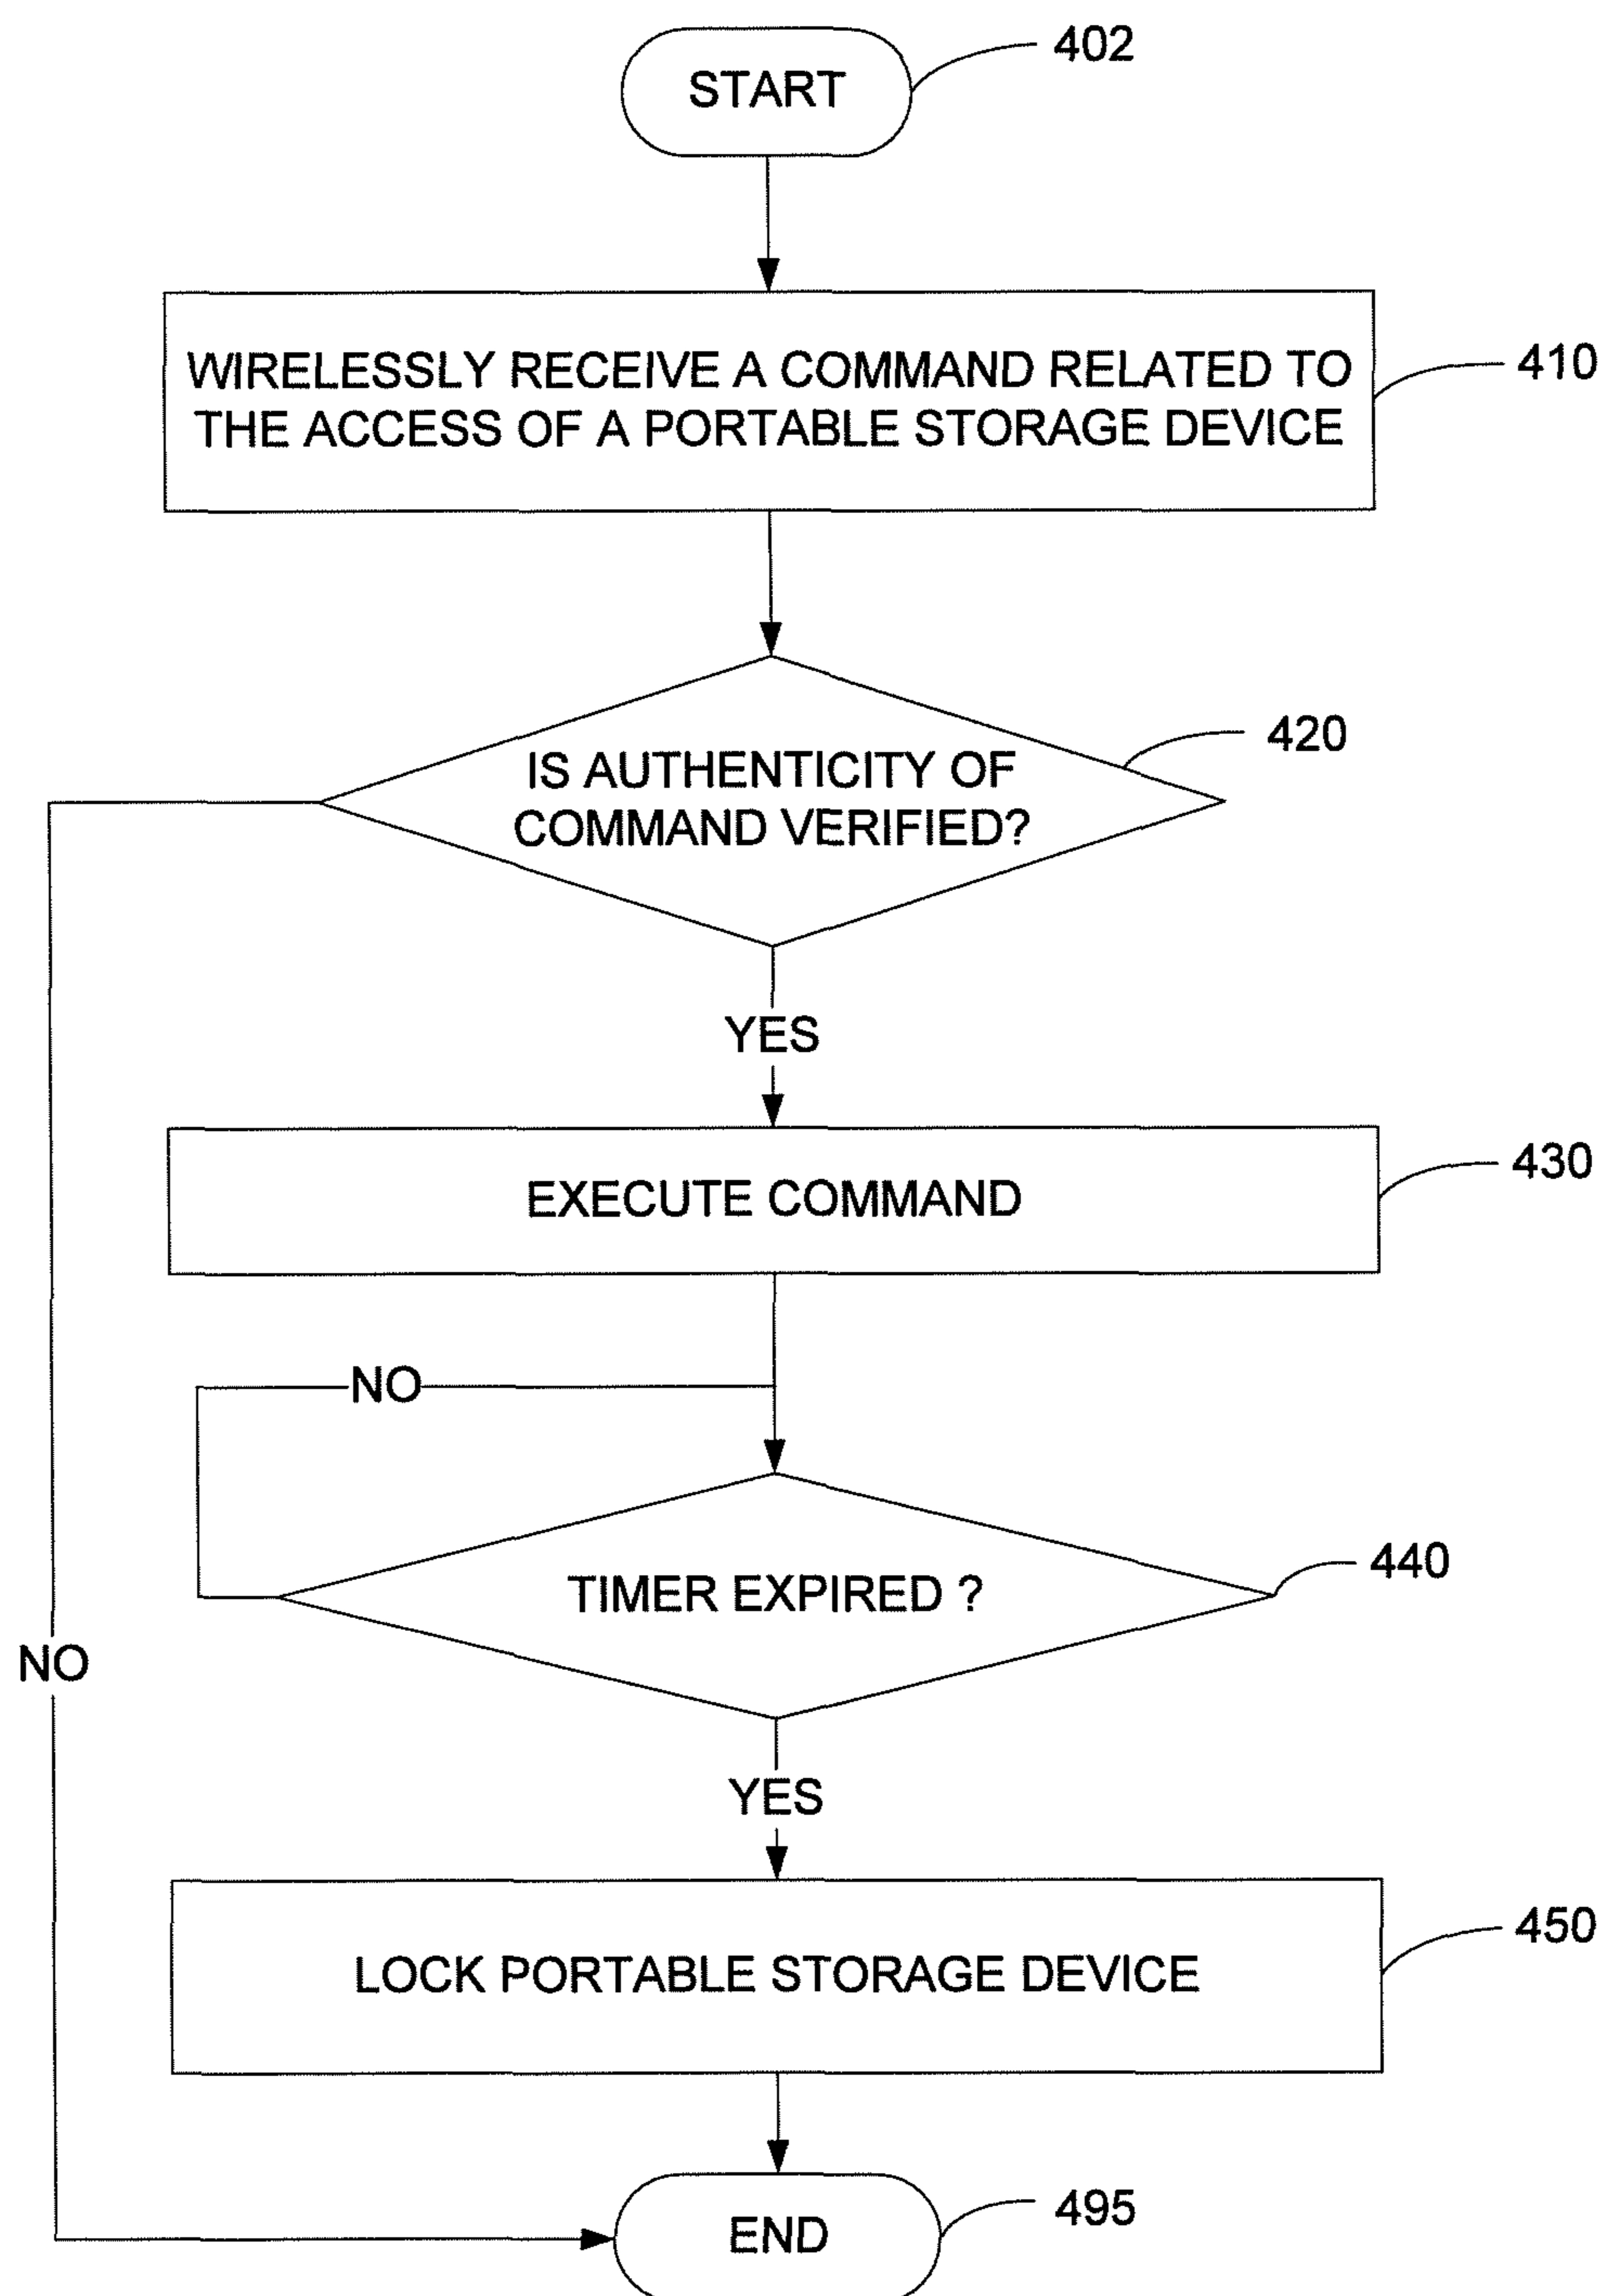 START
402
WIRELESSLY RECEIVE A COMMAND RELATED TO
THE ACCESS OF A PORTABLE STORAGE DEVICE
410
IS AUTHENTICITY OF
COMMAND VERIFIED?
420
YES
EXECUTE COMMAND
430
NO
TIMER EXPIRED ?
440
NO
YES
LOCK PORTABLE STORAGE DEVICE
450
END
495